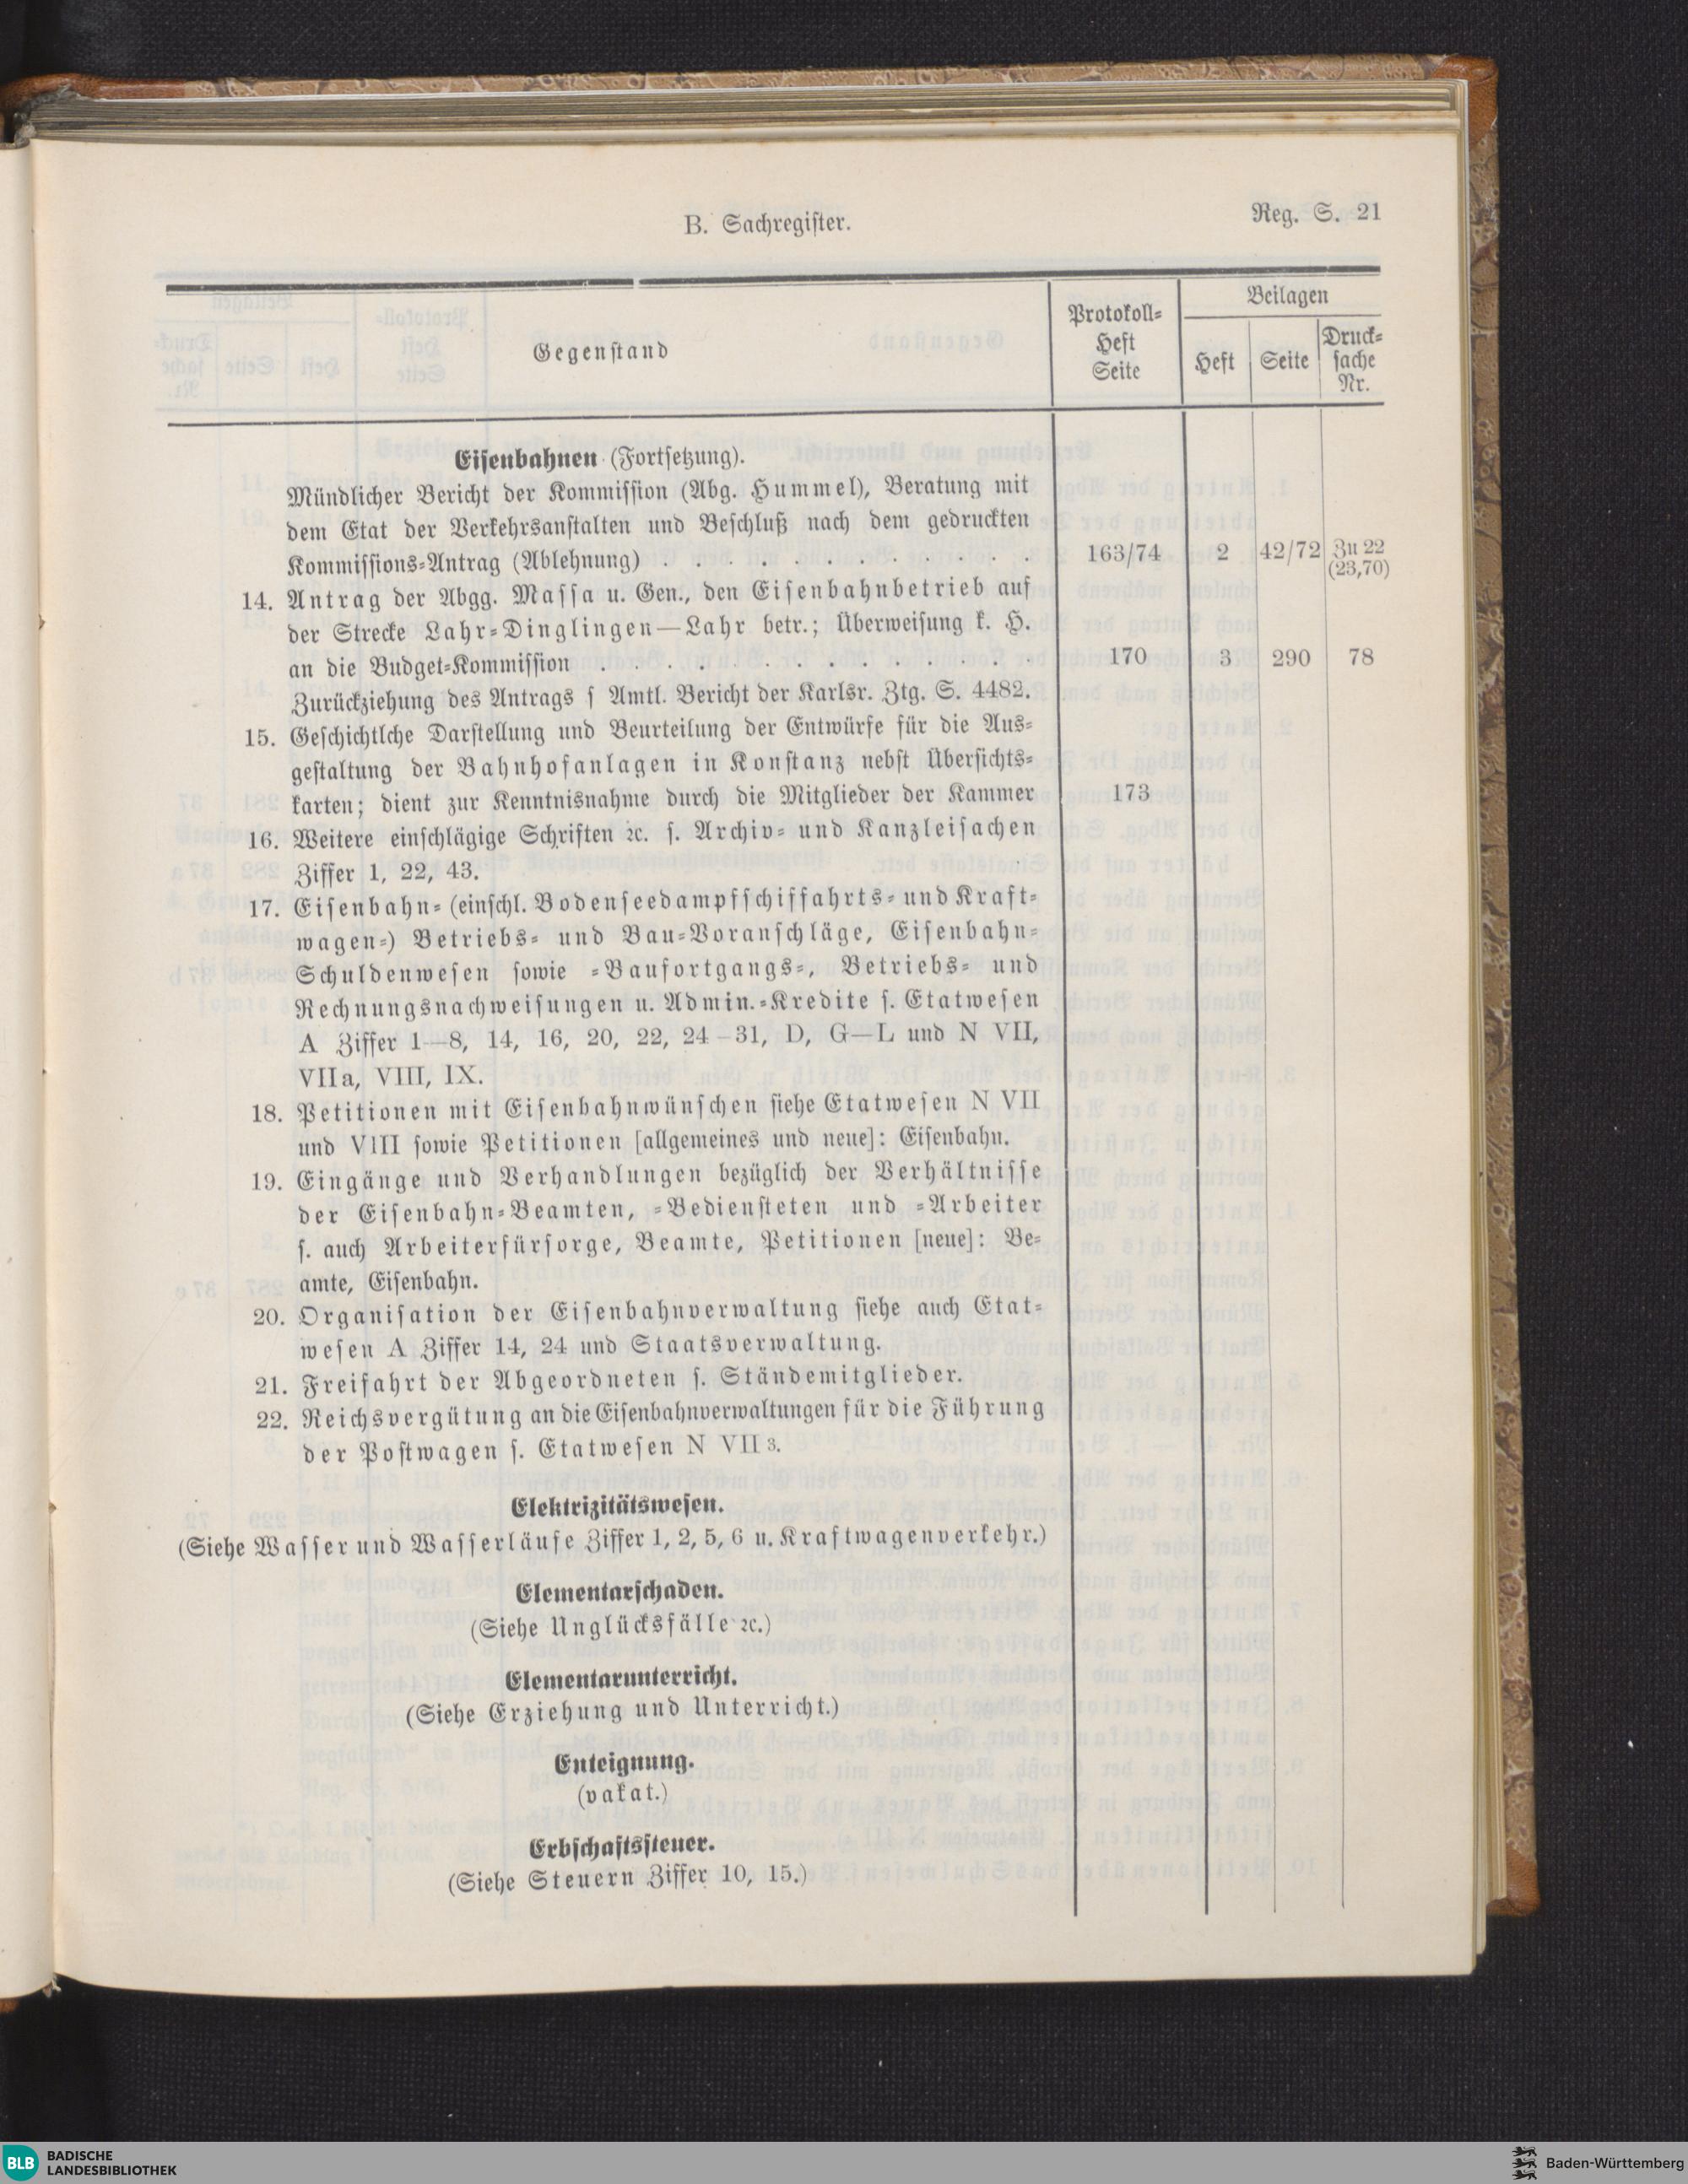 B. Sachregister.
Reg. S. 21
Gegenstand
Protokoll-
Heft
Seite
Beilagen
Heft
Seite
Druck-
sache
Nr.
Eisenbahnen (Fortsetzung).
Mündlicher Bericht der Kommission (Abg. Hummel), Beratung mit
dem Etat der Verkehrsanstalten und Beschluß nach dem gedruckten
Kommissions-Antrag (Ablehnung) . . . . . . . . . . . . 163/74 2 42/72 Zu 22
(23,70)
14. Antrag der Abgg. Massa u. Gen., den Eisenbahnbetrieb auf
der Strecke Lahr-Dinglingen—Lahr betr.; Überweisung k. H.
an die Budget-Kommission . . . . . . . . . . . . . . 170 3 290 78
Zurückziehung des Antrags s Amtl. Bericht der Karlsr. Ztg. S. 4482.
15. Geschichtlche Darstellung und Beurteilung der Entwürfe für die Aus-
gestaltung der Bahnhofanlagen in Konstanz nebst Übersichts-
karten; dient zur Kenntnisnahme durch die Mitglieder der Kammer 173
16. Weitere einschlägige Schriften ꝛc. s. Archiv- und Kanzleisachen
Ziffer 1, 22, 43.
17. Eisenbahn- (einschl. Bodenseedampfschiffahrts- und Kraft-
wagen-) Betriebs- und Bau-Voranschläge, Eisenbahn-
Schuldenwesen sowie -Baufortgangs-, Betriebs- und
Rechnungsnachweisungen u. Admin.-Kredite s. Etatwesen
A Ziffer 1—8, 14, 16, 20, 22, 24–31, D, G—L und N VII,
VIIa, VIII, IX.
18. Petitionen mit Eisenbahnwünschen siehe Etatwesen N VII
und VIII sowie Petitionen [allgemeines und neue]: Eisenbahn.
19. Eingänge und Verhandlungen bezüglich der Verhältnisse
der Eisenbahn-Beamten, -Bediensteten und -Arbeiter
s. auch Arbeiterfürsorge, Beamte, Petitionen [neue]: Be-
amte, Eisenbahn.
20. Organisation der Eisenbahnverwaltung siehe auch Etat-
wesen A Ziffer 14, 24 und Staatsverwaltung.
21. Freifahrt der Abgeordneten s. Ständemitglieder.
22. Reichsvergütung an die Eisenbahnverwaltungen für die Führung
der Postwagen s. Etatwesen N VII 3.
Elektrizitätswesen.
(Siehe Wasser und Wasserläufe Ziffer 1, 2, 5, 6 u. Kraftwagenverkehr.)
Elementarschaden.
(Siehe Unglücksfälle ꝛc.)
Elementarunterricht.
(Siehe Erziehung und Unterricht.)
Enteignung.
(vakat.)
Erbschaftssteuer.
(Siehe Steuern Ziffer 10, 15.)
BLB
BADISCHE
LANDESBIBLIOTHEK
Baden-Württemberg